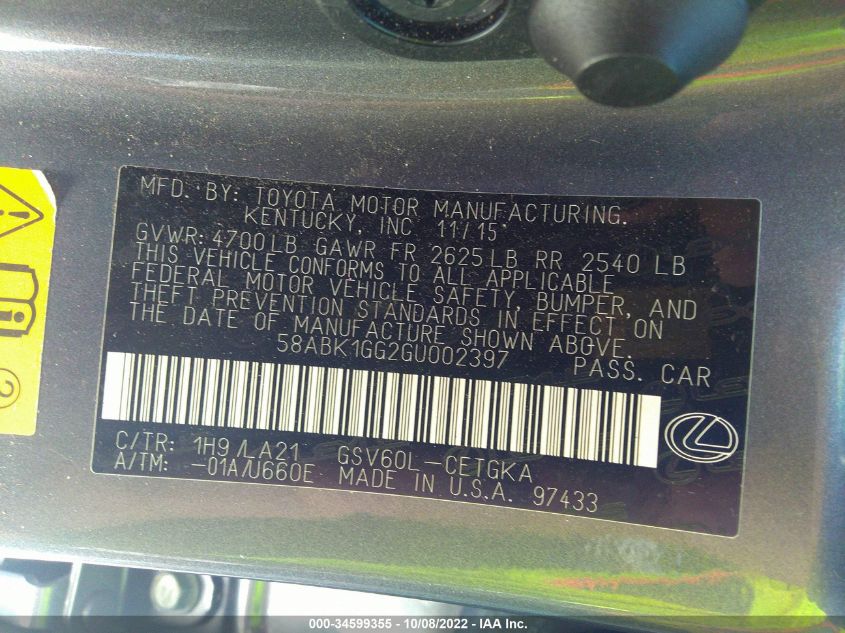 MFD. BY: TOYOTA MOTOR MANUFACTURING.
KENTUCKY, INC 11/15
GVWR: 4700LB GAWR FR 2625LB RR 2540 LB
THIS VEHICLE CONFORMS TO ALL APPLICABLE
FEDERAL MOTOR VEHICLE SAFETY, BUMPER, AND
THEFT PREVENTION STANDARDS IN EFFECT ON
THE DATE OF MANUFACTURE SHOWN ABOVE.
58ABK1GG2GU002397 PASS. CAR
C/TR: 1H9/LA21 GSV60L-CETGKA
A/TM: -01A/U660E MADE IN U.S.A. 97433
2
000-34599355 | 10/08/2022 - IAA Inc.